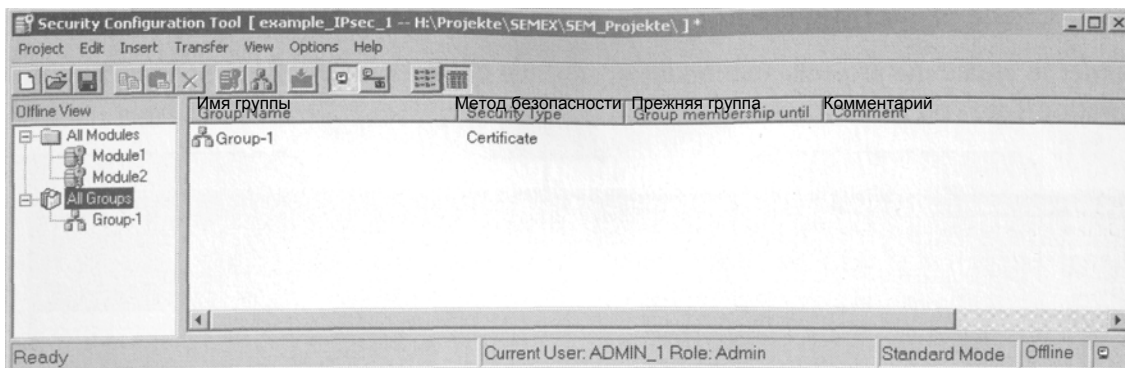 Security Configuration Tool [ example_IPsec_1 -- H:\Projekte\SEMEX\SEM_Projekte\ ] *
Project Edit Insert Transfer View Options Help
Offline View
All Modules
Module1
Module2
All Groups
Group-1
Имя группы Метод безопасности Прежняя группа Комментарий
Group Name Security Type Group membership until Comment
Group-1 Certificate
Ready Current User: ADMIN_1 Role: Admin Standard Mode Offline